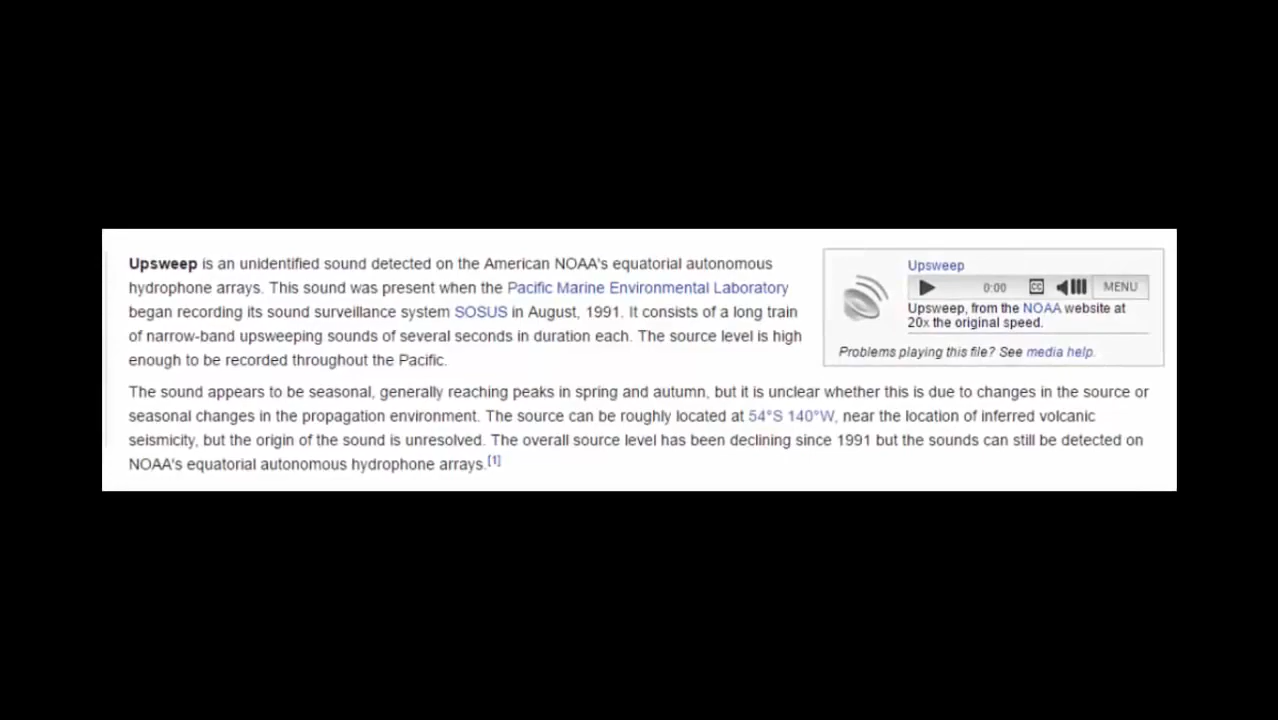 Upsweep is an unidentified sound detected on the American NOAA's equatorial autonomous
hydrophone arrays. This sound was present when the Pacific Marine Environmental Laboratory
began recording its sound surveillance system SOSUS in August, 1991. It consists of a long train
of narrow-band upsweeping sounds of several seconds in duration each. The source level is high
enough to be recorded throughout the Pacific.
Upsweep
0:00 CC MENU
Upsweep, from the NOAA website at
20x the original speed.
Problems playing this file? See media help.
The sound appears to be seasonal, generally reaching peaks in spring and autumn, but it is unclear whether this is due to changes in the source or
seasonal changes in the propagation environment. The source can be roughly located at 54°S 140°W, near the location of inferred volcanic
seismicity, but the origin of the sound is unresolved. The overall source level has been declining since 1991 but the sounds can still be detected on
NOAA's equatorial autonomous hydrophone arrays.[1]